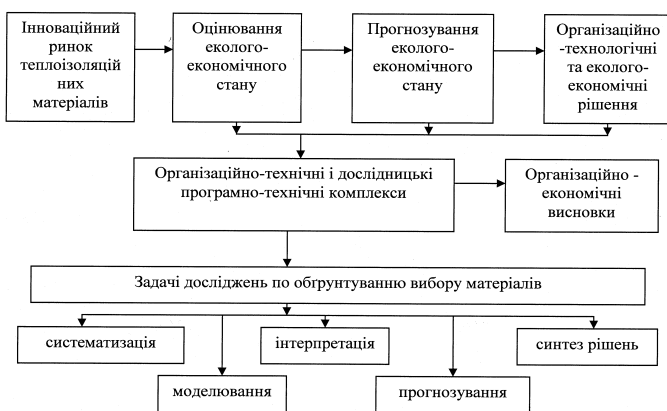 Інноваційний
ринок
теплоізоляцій
них
матеріалів
Оцінювання
еколого-
економічного
стану
Прогнозування
еколого-
економічного
стану
Організаційно
-технологічні
та еколого-
економічні
рішення
Організаційно-технічні і дослідницькі
програмно-технічні комплекси
Організаційно -
економічні
висновки
Задачі досліджень по обґрунтуванню вибору матеріалів
систематизація
інтерпретація
синтез рішень
моделювання
прогнозування